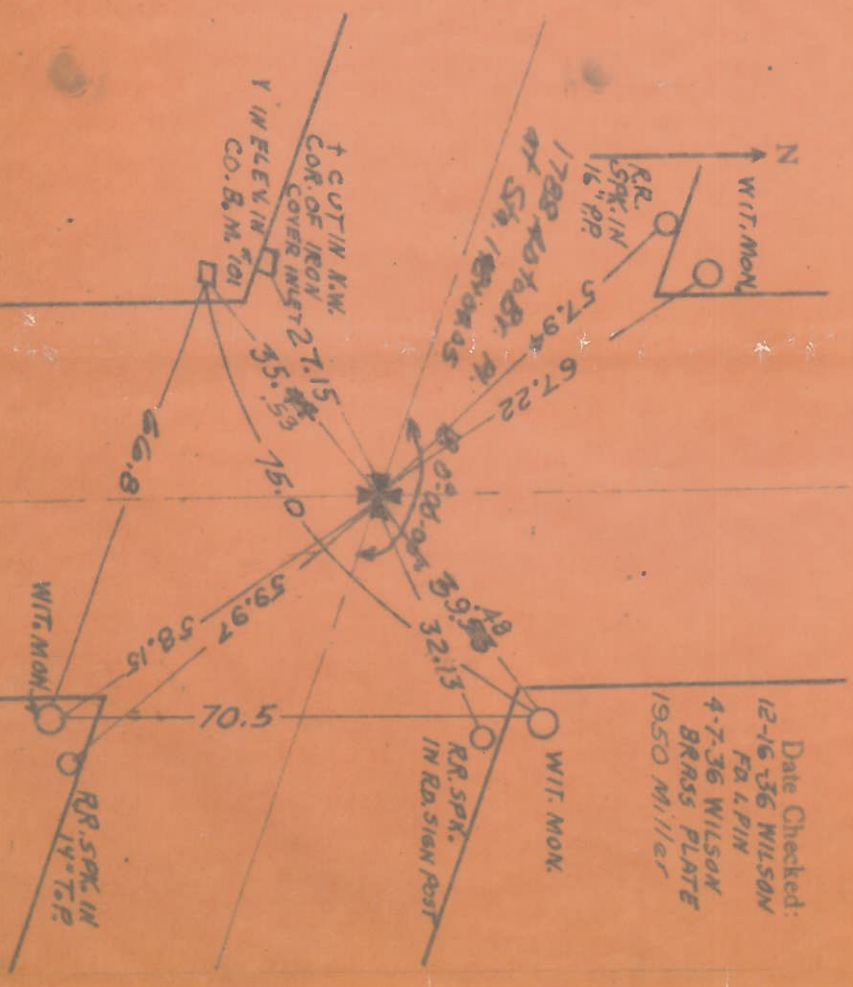 N
WIT. MON.
R.R.
SPK. IN
16" P.P.
57.94
67.22
† CUT IN N.W.
COR. OF IRON
COVER INLET
27.15
Y IN ELEV. IN
CO. B.M. #101
35.
.53
75.0
66.8
39.
.48
32.13
59.97
58.15
70.5
WIT. MON.
RR. SPK. IN
14" T.P.
WIT. MON.
RR. SPK.
IN RD. SIGN POST
Date Checked:
12-16-36 WILSON
FD. I. PIN
4-7-36 WILSON
BRASS PLATE
1950 Miller